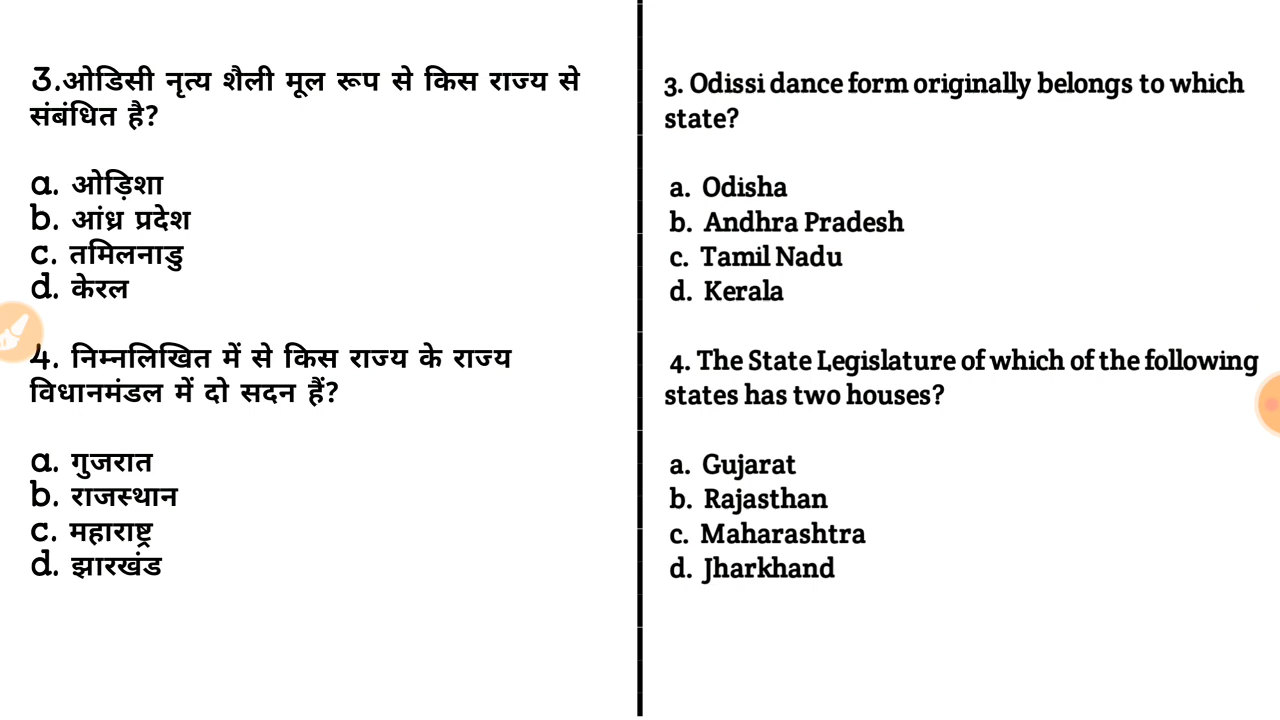 3.ओडिसी नृत्य शैली मूल रूप से किस राज्य से
संबंधित है?
a. ओड़िशा
b. आंध्र प्रदेश
c. तमिलनाडु
d. केरल
4. निम्नलिखित में से किस राज्य के राज्य
विधानमंडल में दो सदन हैं?
a. गुजरात
b. राजस्थान
c. महाराष्ट्र
d. झारखंड
3. Odissi dance form originally belongs to which
state?
a. Odisha
b. Andhra Pradesh
c. Tamil Nadu
d. Kerala
4. The State Legislature of which of the following
states has two houses?
a. Gujarat
b. Rajasthan
c. Maharashtra
d. Jharkhand